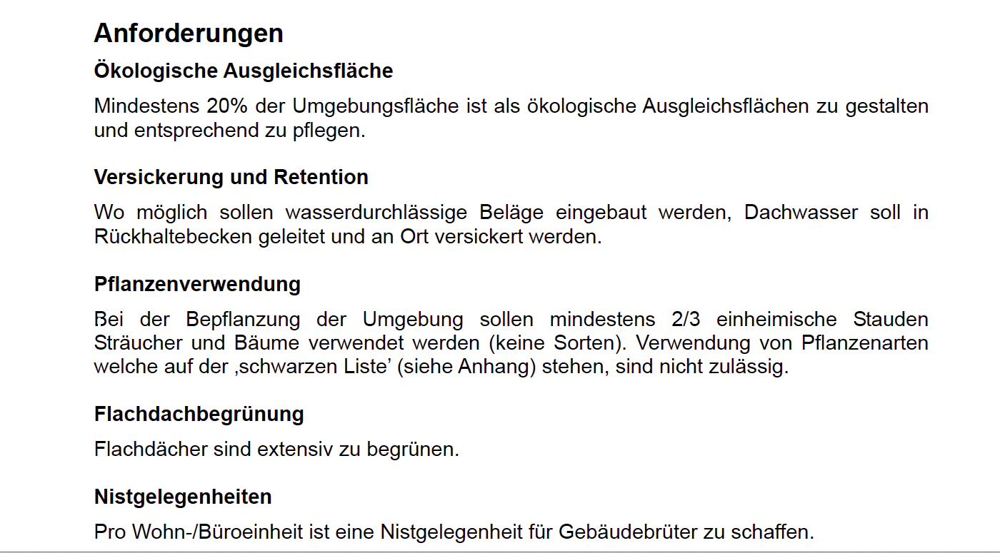 Anforderungen
Ökologische Ausgleichsfläche
Mindestens 20% der Umgebungsfläche ist als ökologische Ausgleichsflächen zu gestalten
und entsprechend zu pflegen.
Versickerung und Retention
Wo möglich sollen wasserdurchlässige Beläge eingebaut werden, Dachwasser soll in
Rückhaltebecken geleitet und an Ort versickert werden.
Pflanzenverwendung
Bei der Bepflanzung der Umgebung sollen mindestens 2/3 einheimische Stauden
Sträucher und Bäume verwendet werden (keine Sorten). Verwendung von Pflanzenarten
welche auf der ‚schwarzen Liste’ (siehe Anhang) stehen, sind nicht zulässig.
Flachdachbegrünung
Flachdächer sind extensiv zu begrünen.
Nistgelegenheiten
Pro Wohn-/Büroeinheit ist eine Nistgelegenheit für Gebäudebrüter zu schaffen.